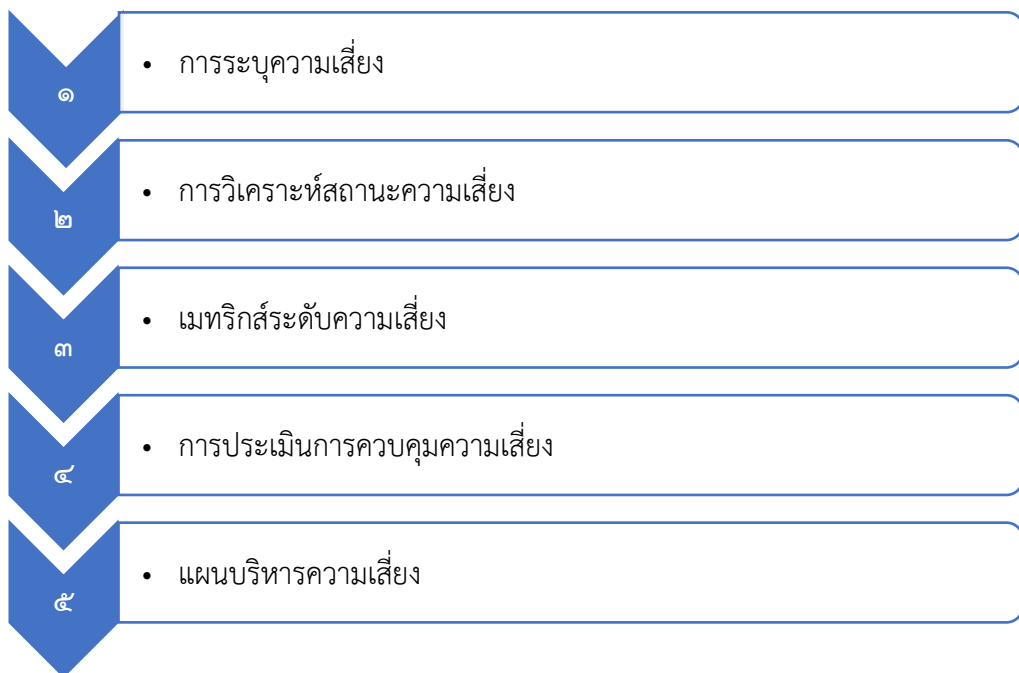 ๑
• การระบุความเสี่ยง
๒
• การวิเคราะห์สถานะความเสี่ยง
๓
• เมทริกส์ระดับความเสี่ยง
๔
• การประเมินการควบคุมความเสี่ยง
๕
• แผนบริหารความเสี่ยง